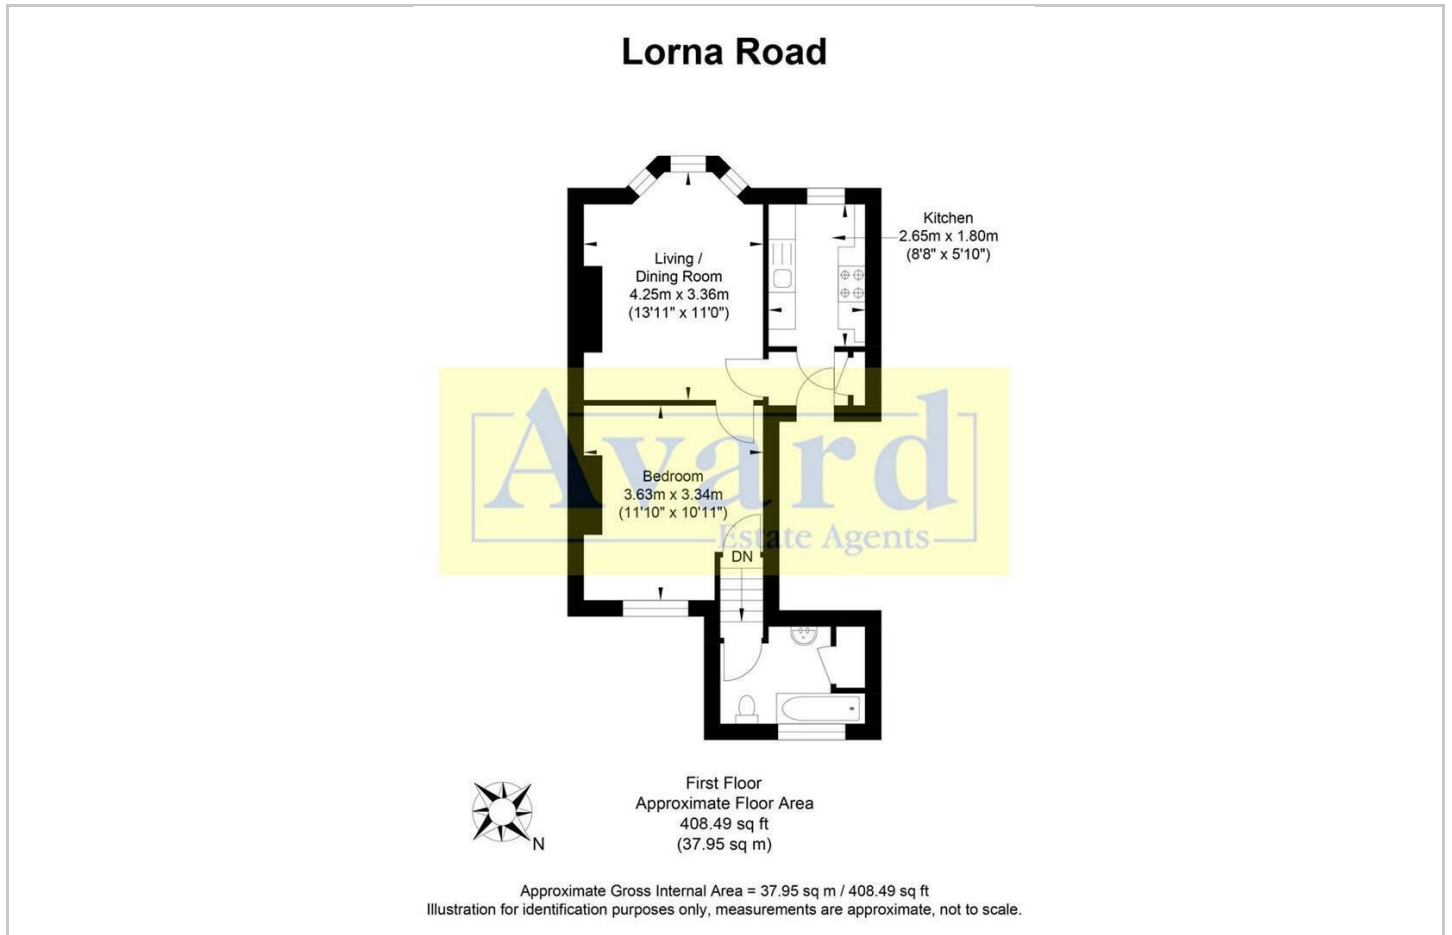 Lorna Road
Kitchen
2.65m x 1.80m
(8'8" x 5'10")
Living /
Dining Room
4.25m x 3.36m
(13'11" x 11'0")
Avard
Estate Agents
Bedroom
3.63m x 3.34m
(11'10" x 10'11")
DN
First Floor
Approximate Floor Area
408.49 sq ft
(37.95 sq m)
N
Approximate Gross Internal Area = 37.95 sq m / 408.49 sq ft
Illustration for identification purposes only, measurements are approximate, not to scale.